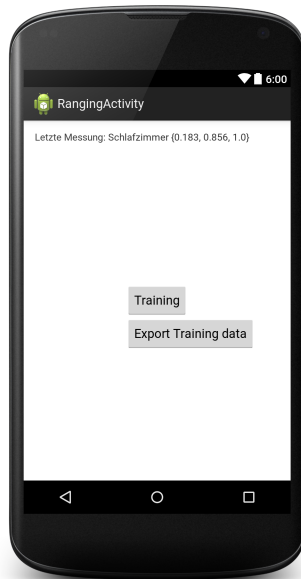 6:00
RangingActivity
Letzte Messung: Schlafzimmer {0.183, 0.856, 1.0}
Training
Export Training data